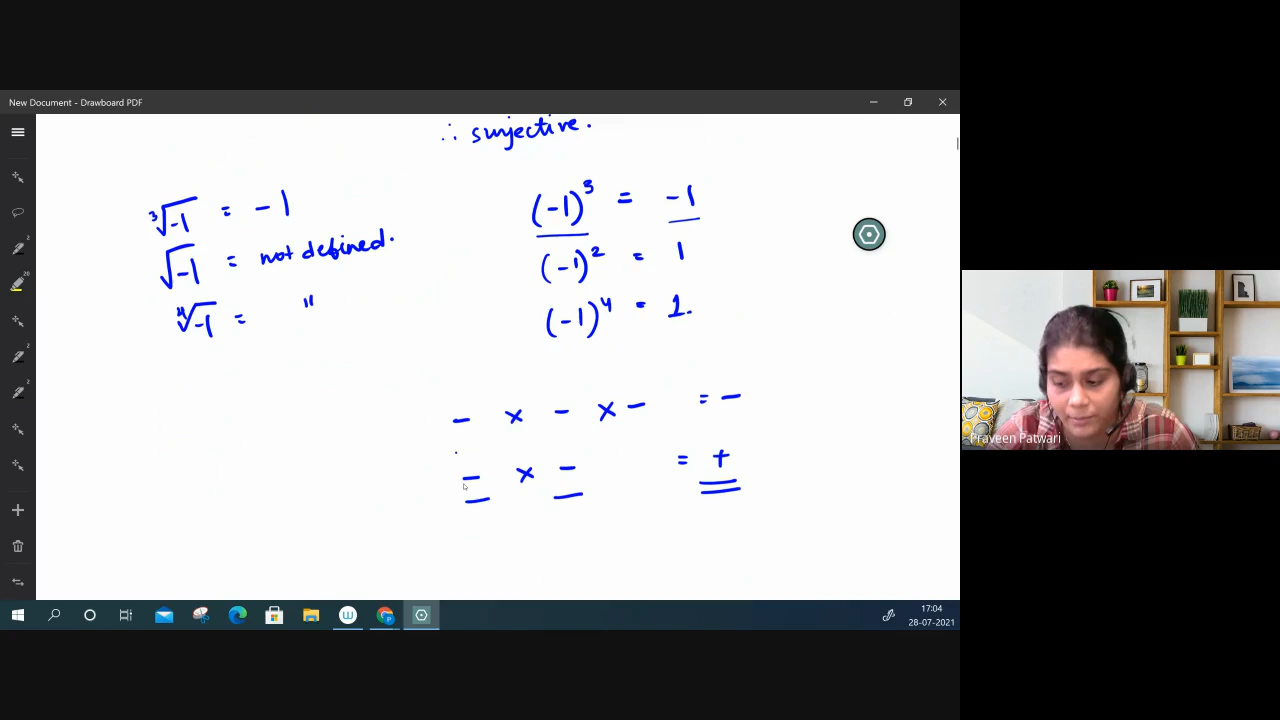 New Document - Drawboard PDF
∴ surjective.
∛-1 = -1
√-1 = not defined.
∜-1 = "
(-1)³ = -1
(-1)² = 1
(-1)⁴ = 1.
- × - × - = -
- × - = +
Praveen Patwari
17:04
28-07-2021